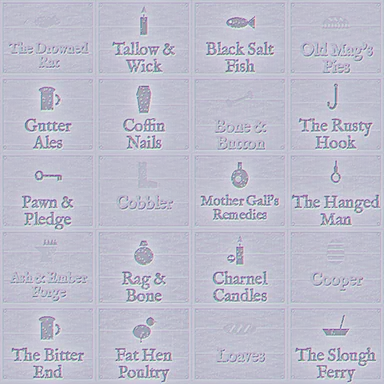 The Drowned
Rat
Tallow &
Wick
Black Salt
Fish
Old Mag's
Pies
Gutter
Ales
Coffin
Nails
Bone &
Button
The Rusty
Hook
Pawn &
Pledge
Cobbler
Mother Gall's
Remedies
The Hanged
Man
Ash & Ember
Forge
Rag &
Bone
Charnel
Candles
Cooper
The Bitter
End
Fat Hen
Poultry
Loaves
The Slough
Ferry